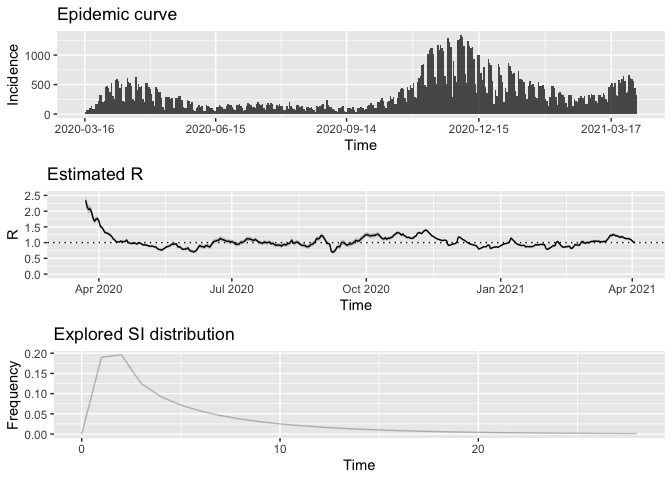 Epidemic curve
1000
500
0
Incidence
2020-03-16 2020-06-15 2020-09-14 2020-12-15 2021-03-17
Time
Estimated R
2.5
2.0
1.5
1.0
0.5
0.0
R
Apr 2020 Jul 2020 Oct 2020 Jan 2021 Apr 2021
Time
Explored SI distribution
0.20
0.15
0.10
0.05
0.00
Frequency
0 10 20
Time